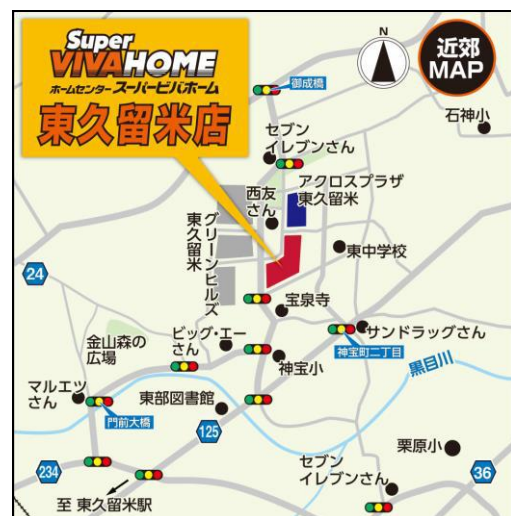 Super
VIVAHOME
ホームセンター スーパービバホーム
東久留米店
N
近郊
MAP
御成橋
石神小
セブン
イレブンさん
アクロスプラザ
東久留米
西友
さん
グリーンヒルズ
東久留米
東中学校
24
宝泉寺
サンドラッグさん
神宝町二丁目
金山森の
広場
ビッグ・エー
さん
神宝小
黒目川
マルエツ
さん
門前大橋
東部図書館
125
栗原小
234
セブン
イレブンさん
36
至 東久留米駅